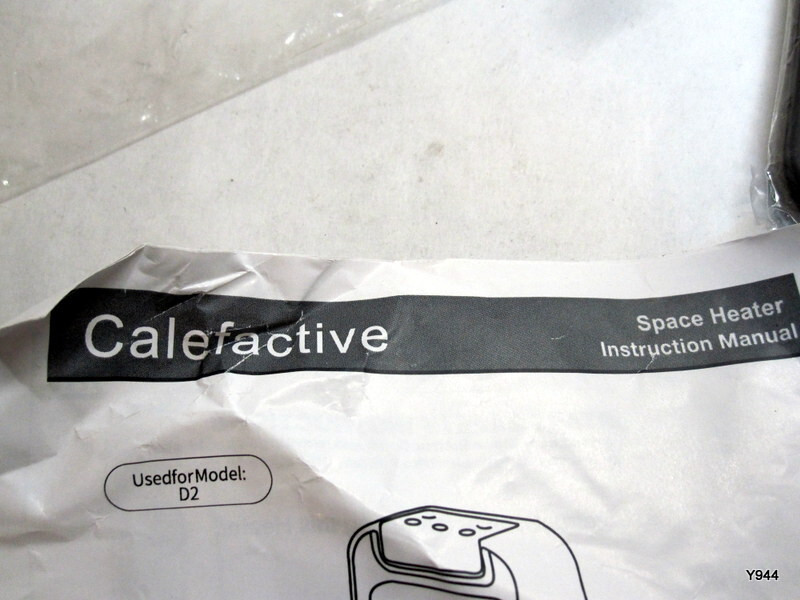 Calefactive
Space Heater
Instruction Manual
UsedforModel:
D2
Y944